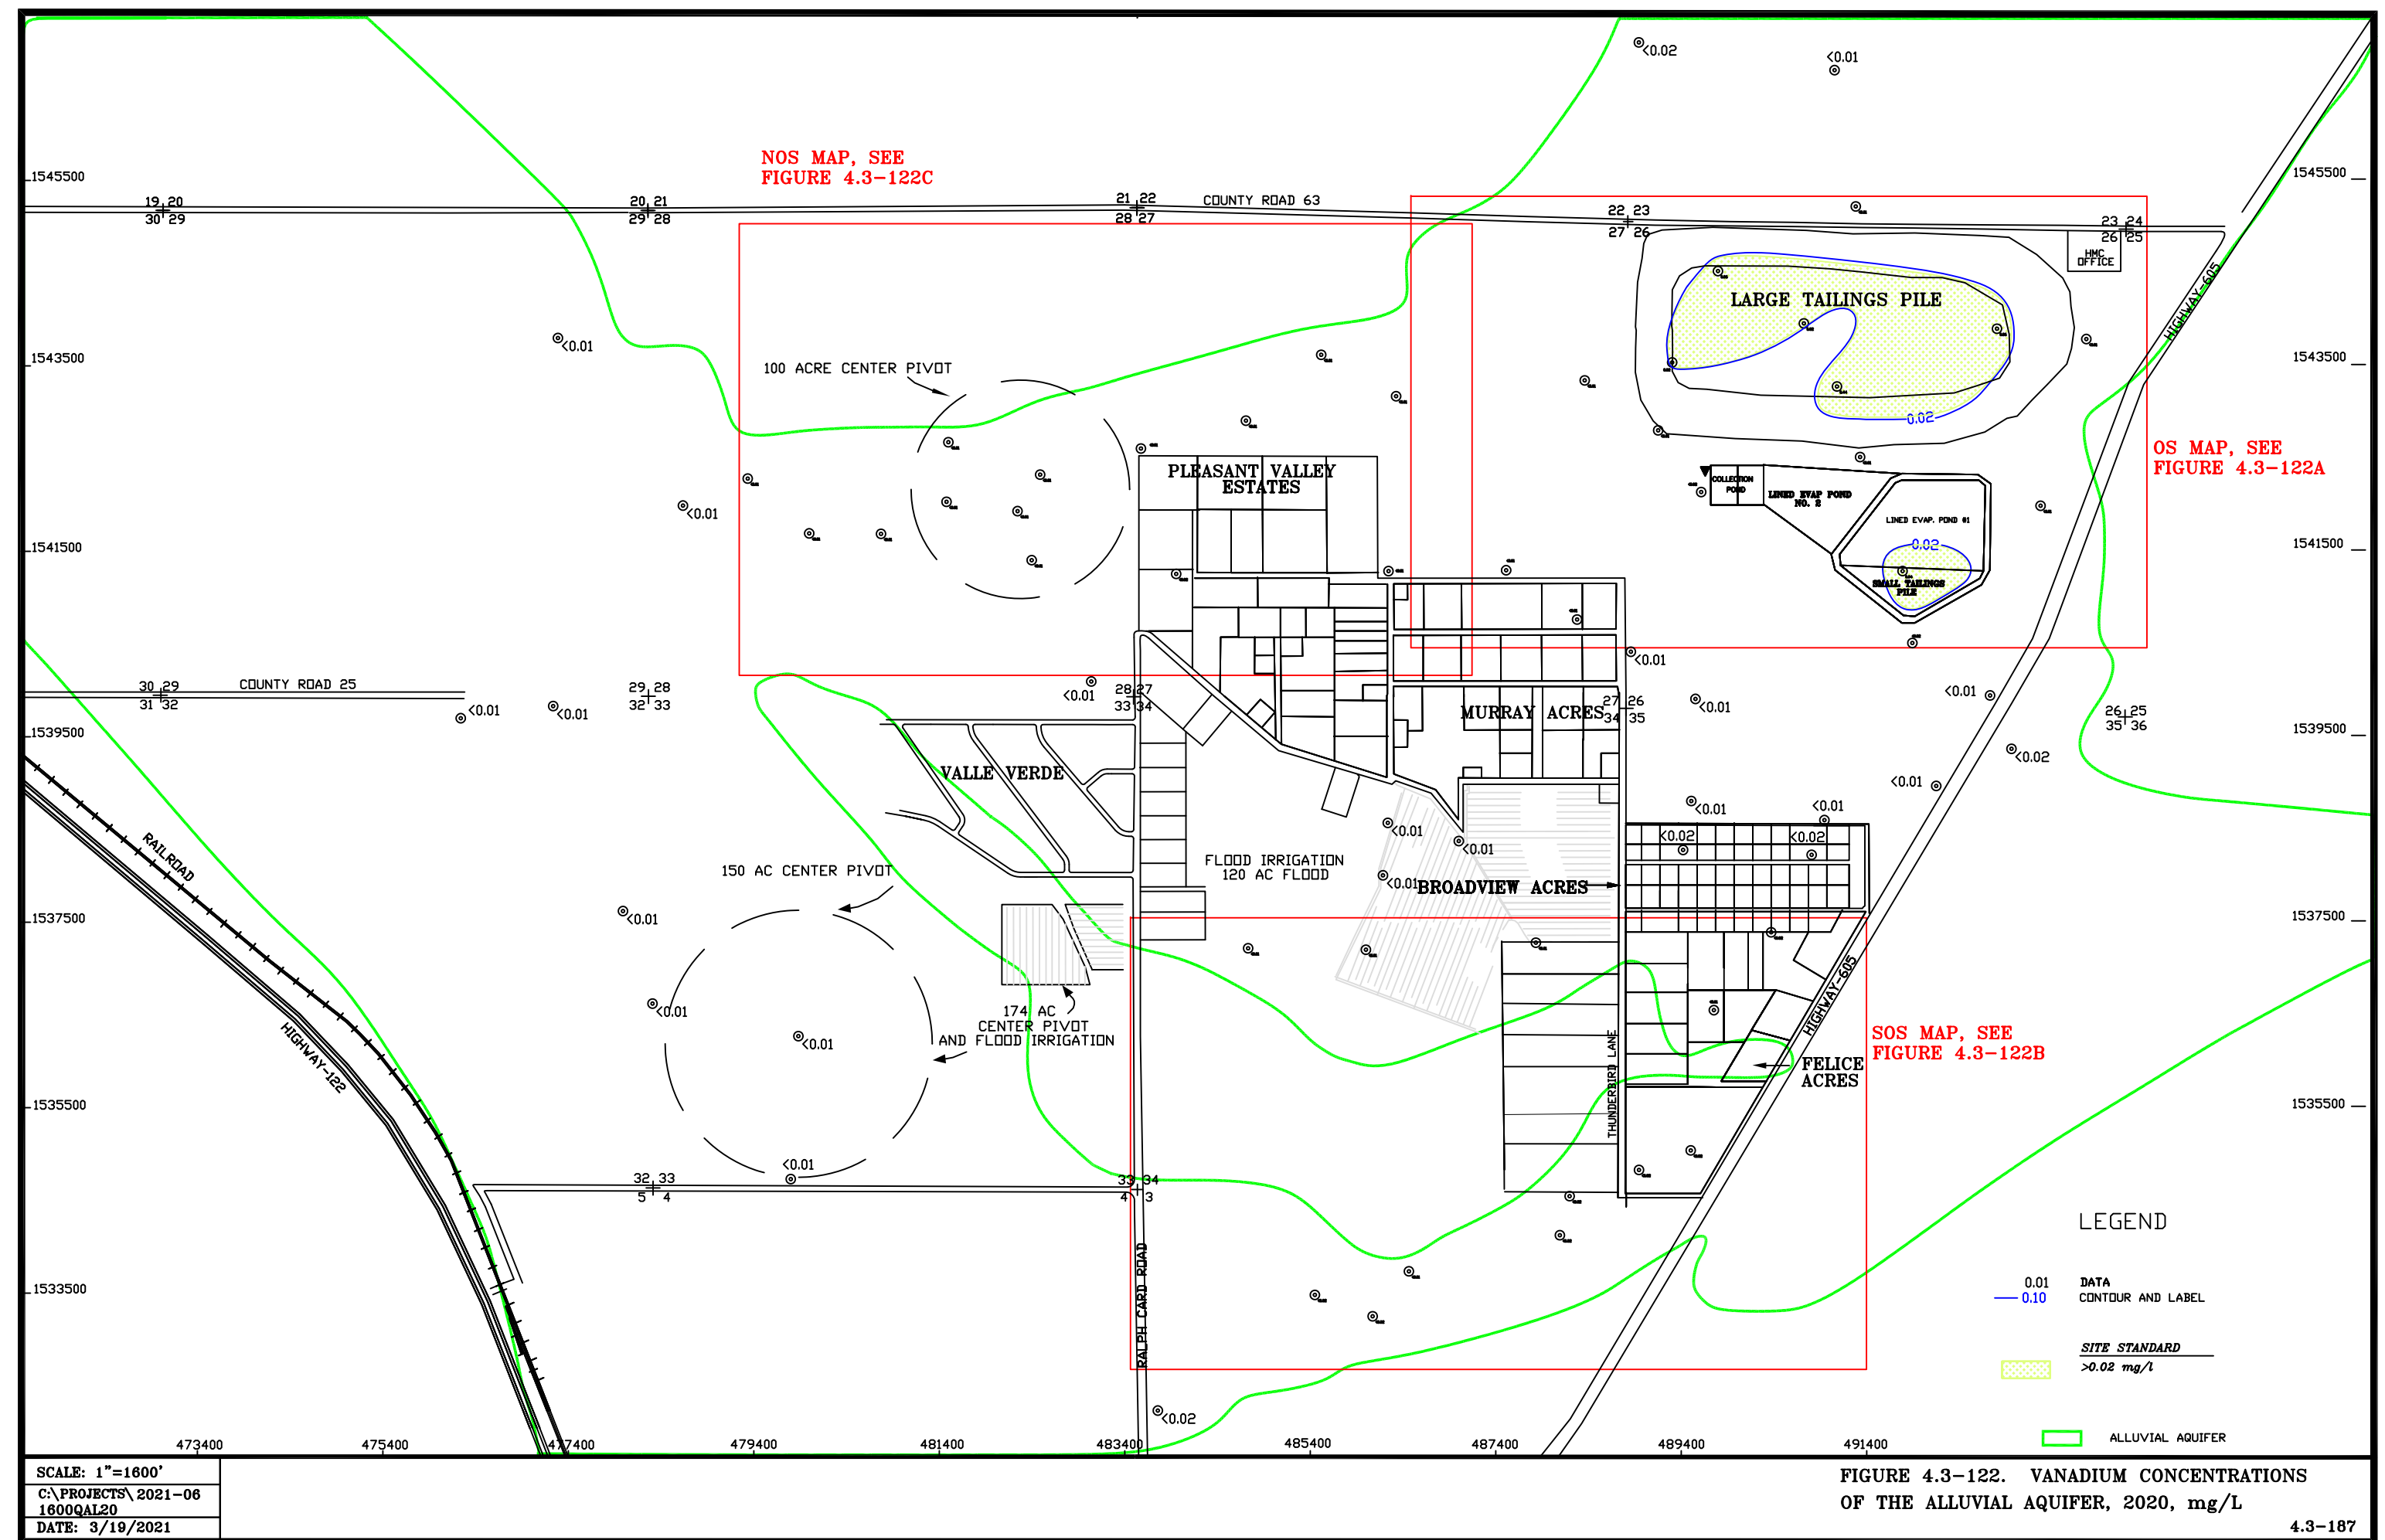 <0.02
<0.01
NOS MAP, SEE
FIGURE 4.3-122C
1545500
1545500
19 20
30 29
20 21
29 28
21 22
28 27
COUNTY ROAD 63
22 23
27 26
23 24
26 25
HMC
OFFICE
HIGHWAY-605
LARGE TAILINGS PILE
<0.01
1543500
1543500
100 ACRE CENTER PIVOT
0.02
OS MAP, SEE
FIGURE 4.3-122A
PLEASANT VALLEY
ESTATES
COLLECTION
POND
LINED EVAP POND
NO. 2
LINED EVAP. POND #1
<0.01
1541500
1541500
0.02
SMALL TAILINGS
PILE
<0.01
30 29
31 32
COUNTY ROAD 25
<0.01
<0.01
29 28
32 33
<0.01
28 27
33 34
27 26
34 35
<0.01
<0.01
26 25
35 36
MURRAY ACRES
1539500
1539500
<0.02
VALLE VERDE
<0.01
<0.01
<0.01
<0.01
<0.02
<0.02
<0.01
RAILROAD
FLOOD IRRIGATION
120 AC FLOOD
150 AC CENTER PIVOT
<0.01
BROADVIEW ACRES
<0.01
1537500
1537500
<0.01
174 AC
CENTER PIVOT
AND FLOOD IRRIGATION
<0.01
HIGHWAY-122
THUNDERBIRD LANE
HIGHWAY-605
SOS MAP, SEE
FIGURE 4.3-122B
FELICE
ACRES
1535500
1535500
<0.01
32 33
5 4
33 34
4 3
RALPH CARD ROAD
1533500
<0.02
LEGEND
0.01 DATA
0.10 CONTOUR AND LABEL
SITE STANDARD
>0.02 mg/l
ALLUVIAL AQUIFER
473400
475400
477400
479400
481400
483400
485400
487400
489400
491400
SCALE: 1"=1600'
C:\PROJECTS\2021-06
1600QAL20
DATE: 3/19/2021
FIGURE 4.3-122. VANADIUM CONCENTRATIONS
OF THE ALLUVIAL AQUIFER, 2020, mg/L
4.3-187